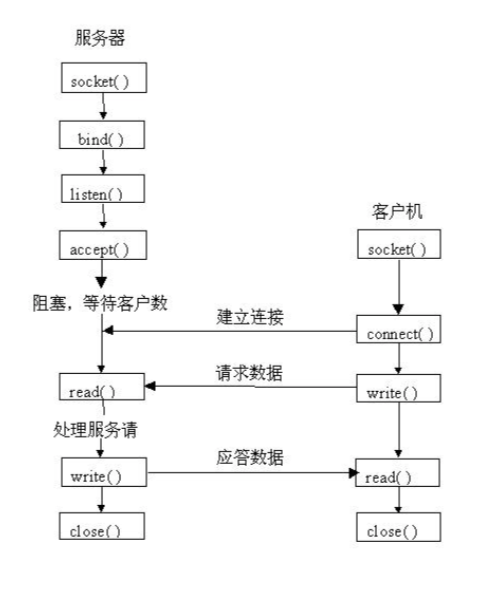 服务器
socket( )
bind( )
listen( )
accept( )
阻塞，等待客户数
read( )
处理服务请
write( )
close( )
客户机
socket( )
connect( )
write( )
read( )
close( )
建立连接
请求数据
应答数据